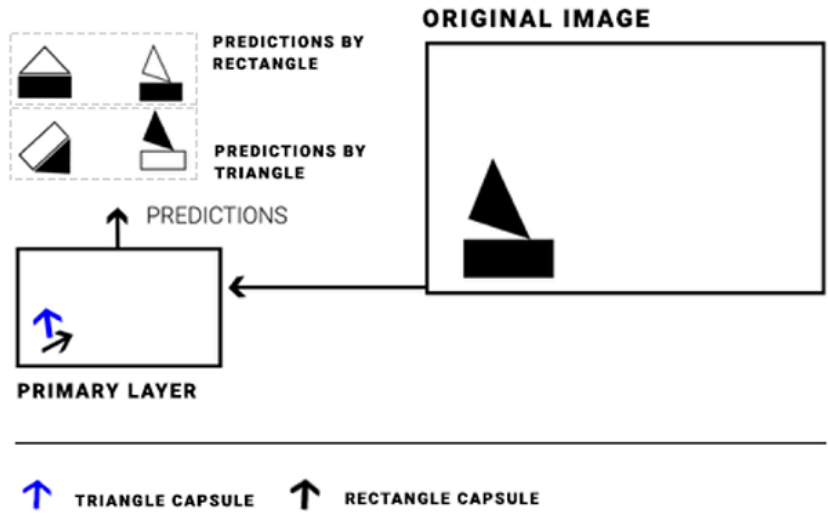 ORIGINAL IMAGE
PREDICTIONS BY
RECTANGLE
PREDICTIONS BY
TRIANGLE
PREDICTIONS
PRIMARY LAYER
TRIANGLE CAPSULE
RECTANGLE CAPSULE